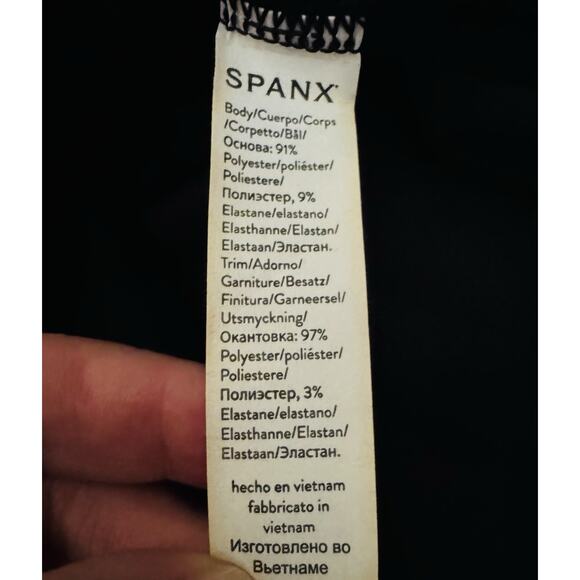 SPANX®
Body/Cuerpo/Corps
/Corpetto/Bål/
Основа: 91%
Polyester/poliéster/
Poliestere/
Полиэстер, 9%
Elastane/elastano/
Elasthanne/Elastan/
Elastaan/Эластан.
Trim/Adorno/
Garniture/Besatz/
Finitura/Garneersel/
Utsmyckning/
Окантовка: 97%
Polyester/poliéster/
Poliestere/
Полиэстер, 3%
Elastane/elastano/
Elasthanne/Elastan/
Elastaan/Эластан.
hecho en vietnam
fabbricato in
vietnam
Изготовлено во
Вьетнаме